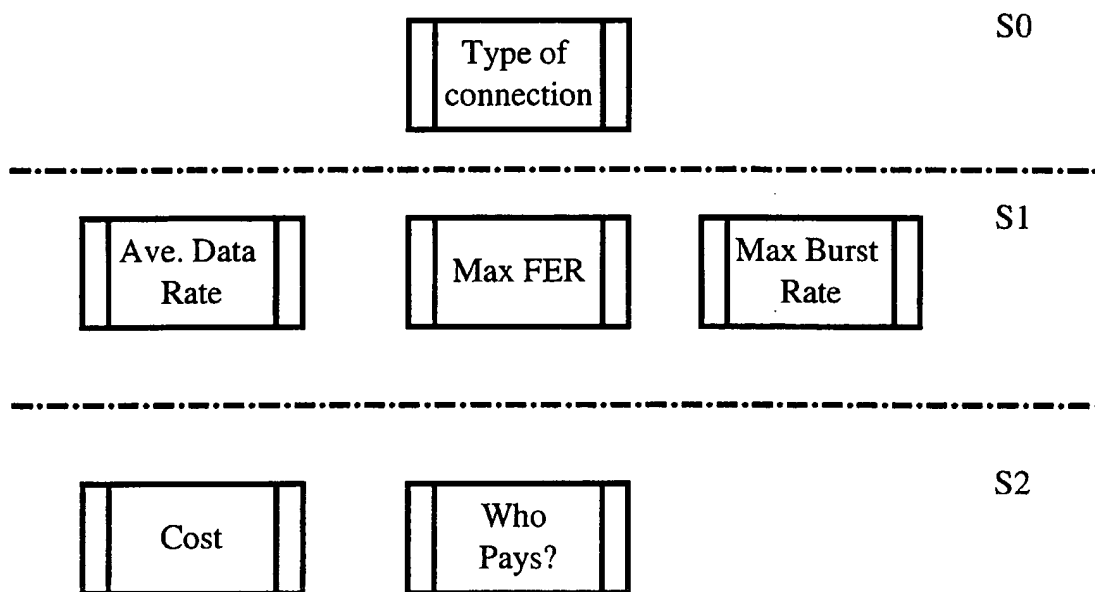 S0
Type of
connection
S1
Ave. Data
Rate
Max FER
Max Burst
Rate
S2
Cost
Who
Pays?